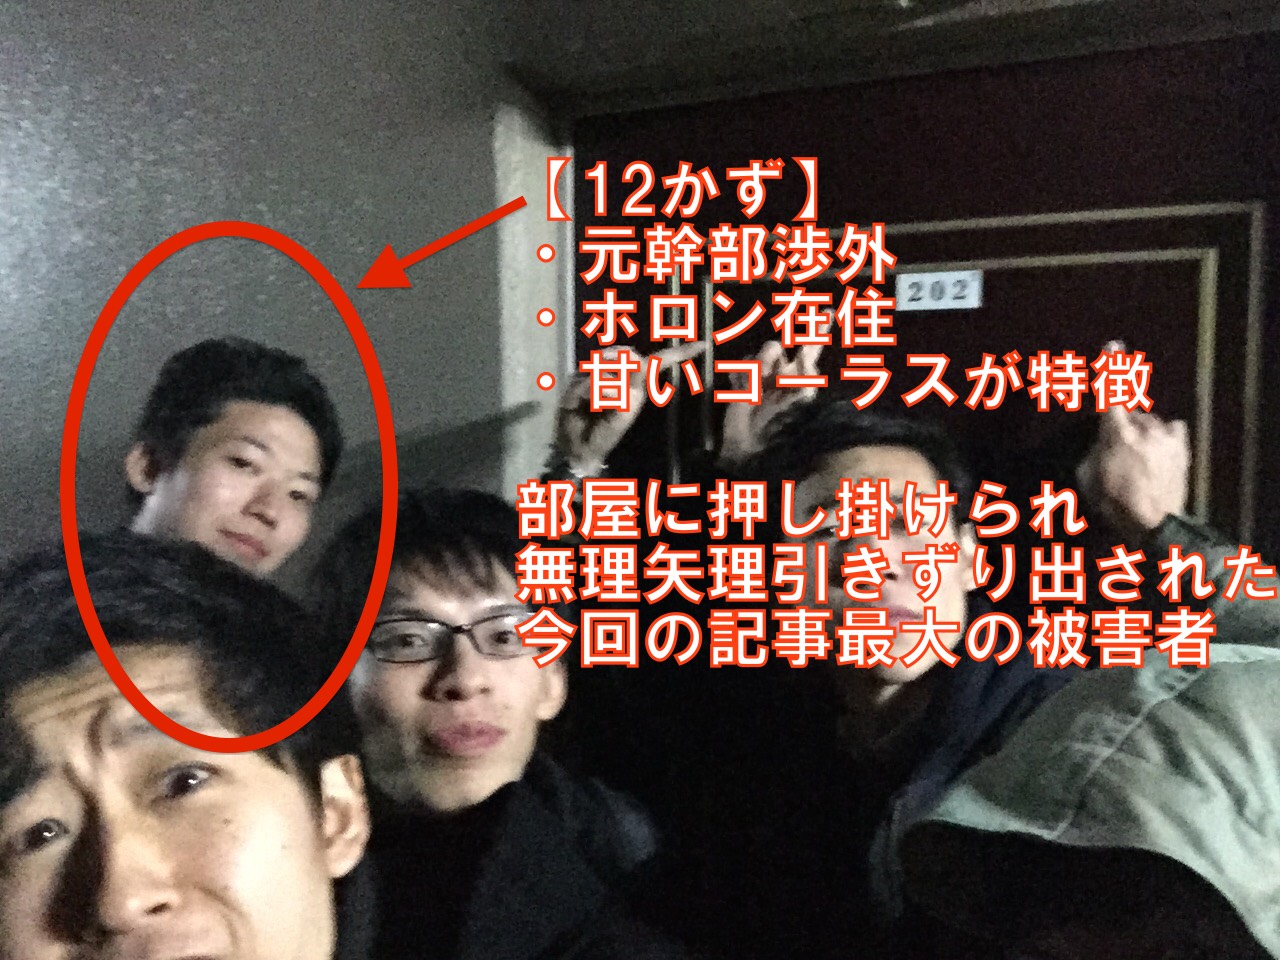 【12かず】
・元幹部渉外
・ホロン在住
・甘いコーラスが特徴
202
部屋に押し掛けられ
無理矢理引きずり出された
今回の記事最大の被害者